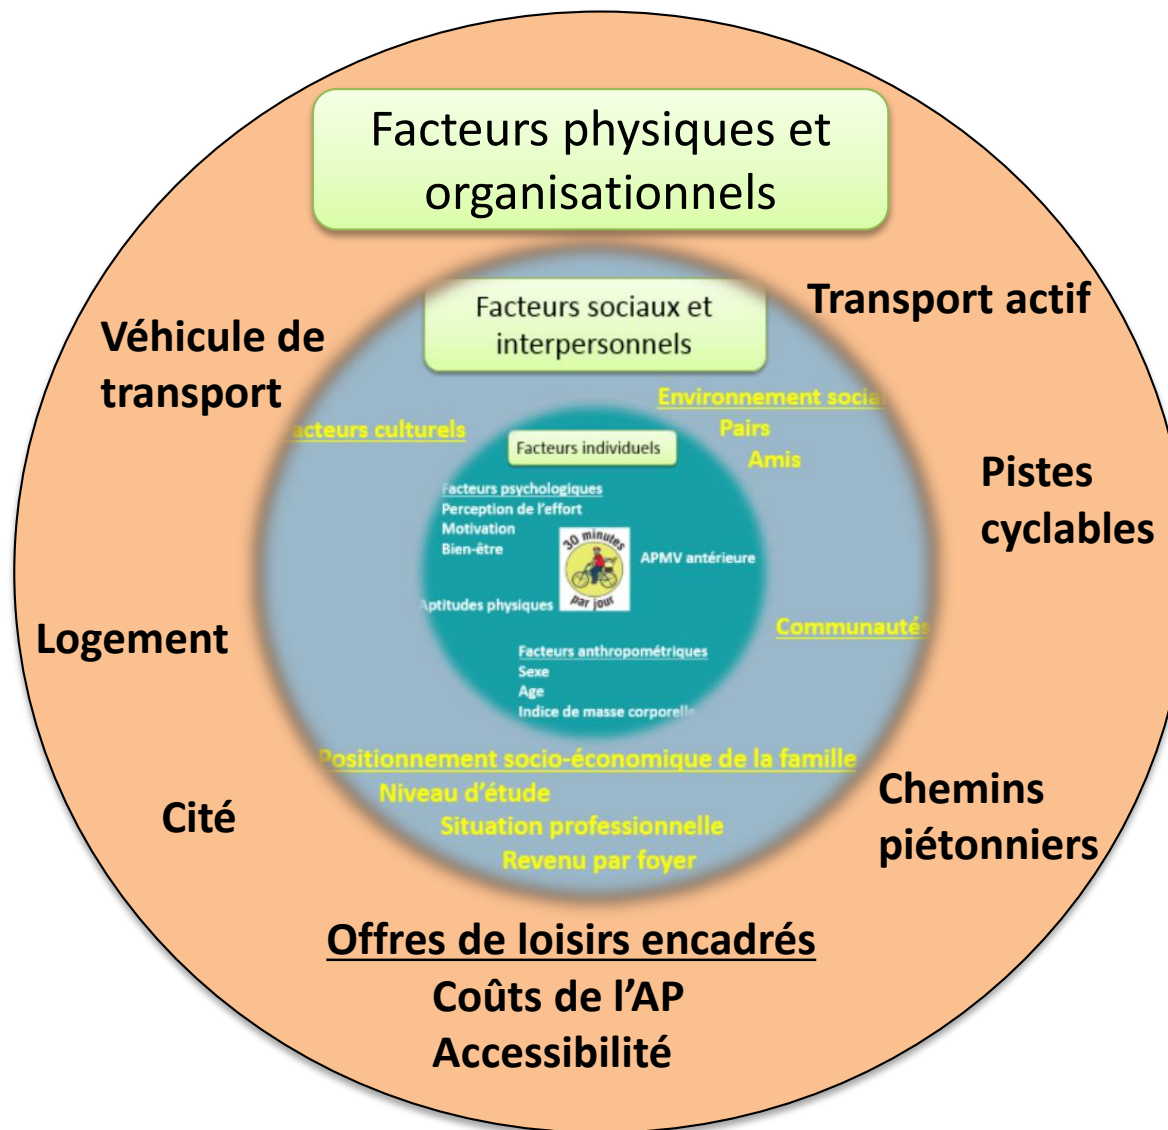 Facteurs physiques et
organisationnels
Facteurs sociaux et
interpersonnels
Transport actif
Véhicule de
transport
Environnement socia
Pairs
Amis
acteurs culturels
Facteurs individuels
Pistes
cyclables
Facteurs psychologiques
Perception de l'effort
Motivation
Bien-être
30 minutes
par jour
APMV antérieure
Aptitudes physiques
Logement
Communautés
Facteurs anthropométriques
Sexe
Age
Indice de masse corporelle
Positionnement socio-économique de la famille
Niveau d'étude
Situation professionnelle
Revenu par foyer
Cité
Chemins
piétonniers
Offres de loisirs encadrés
Coûts de l'AP
Accessibilité